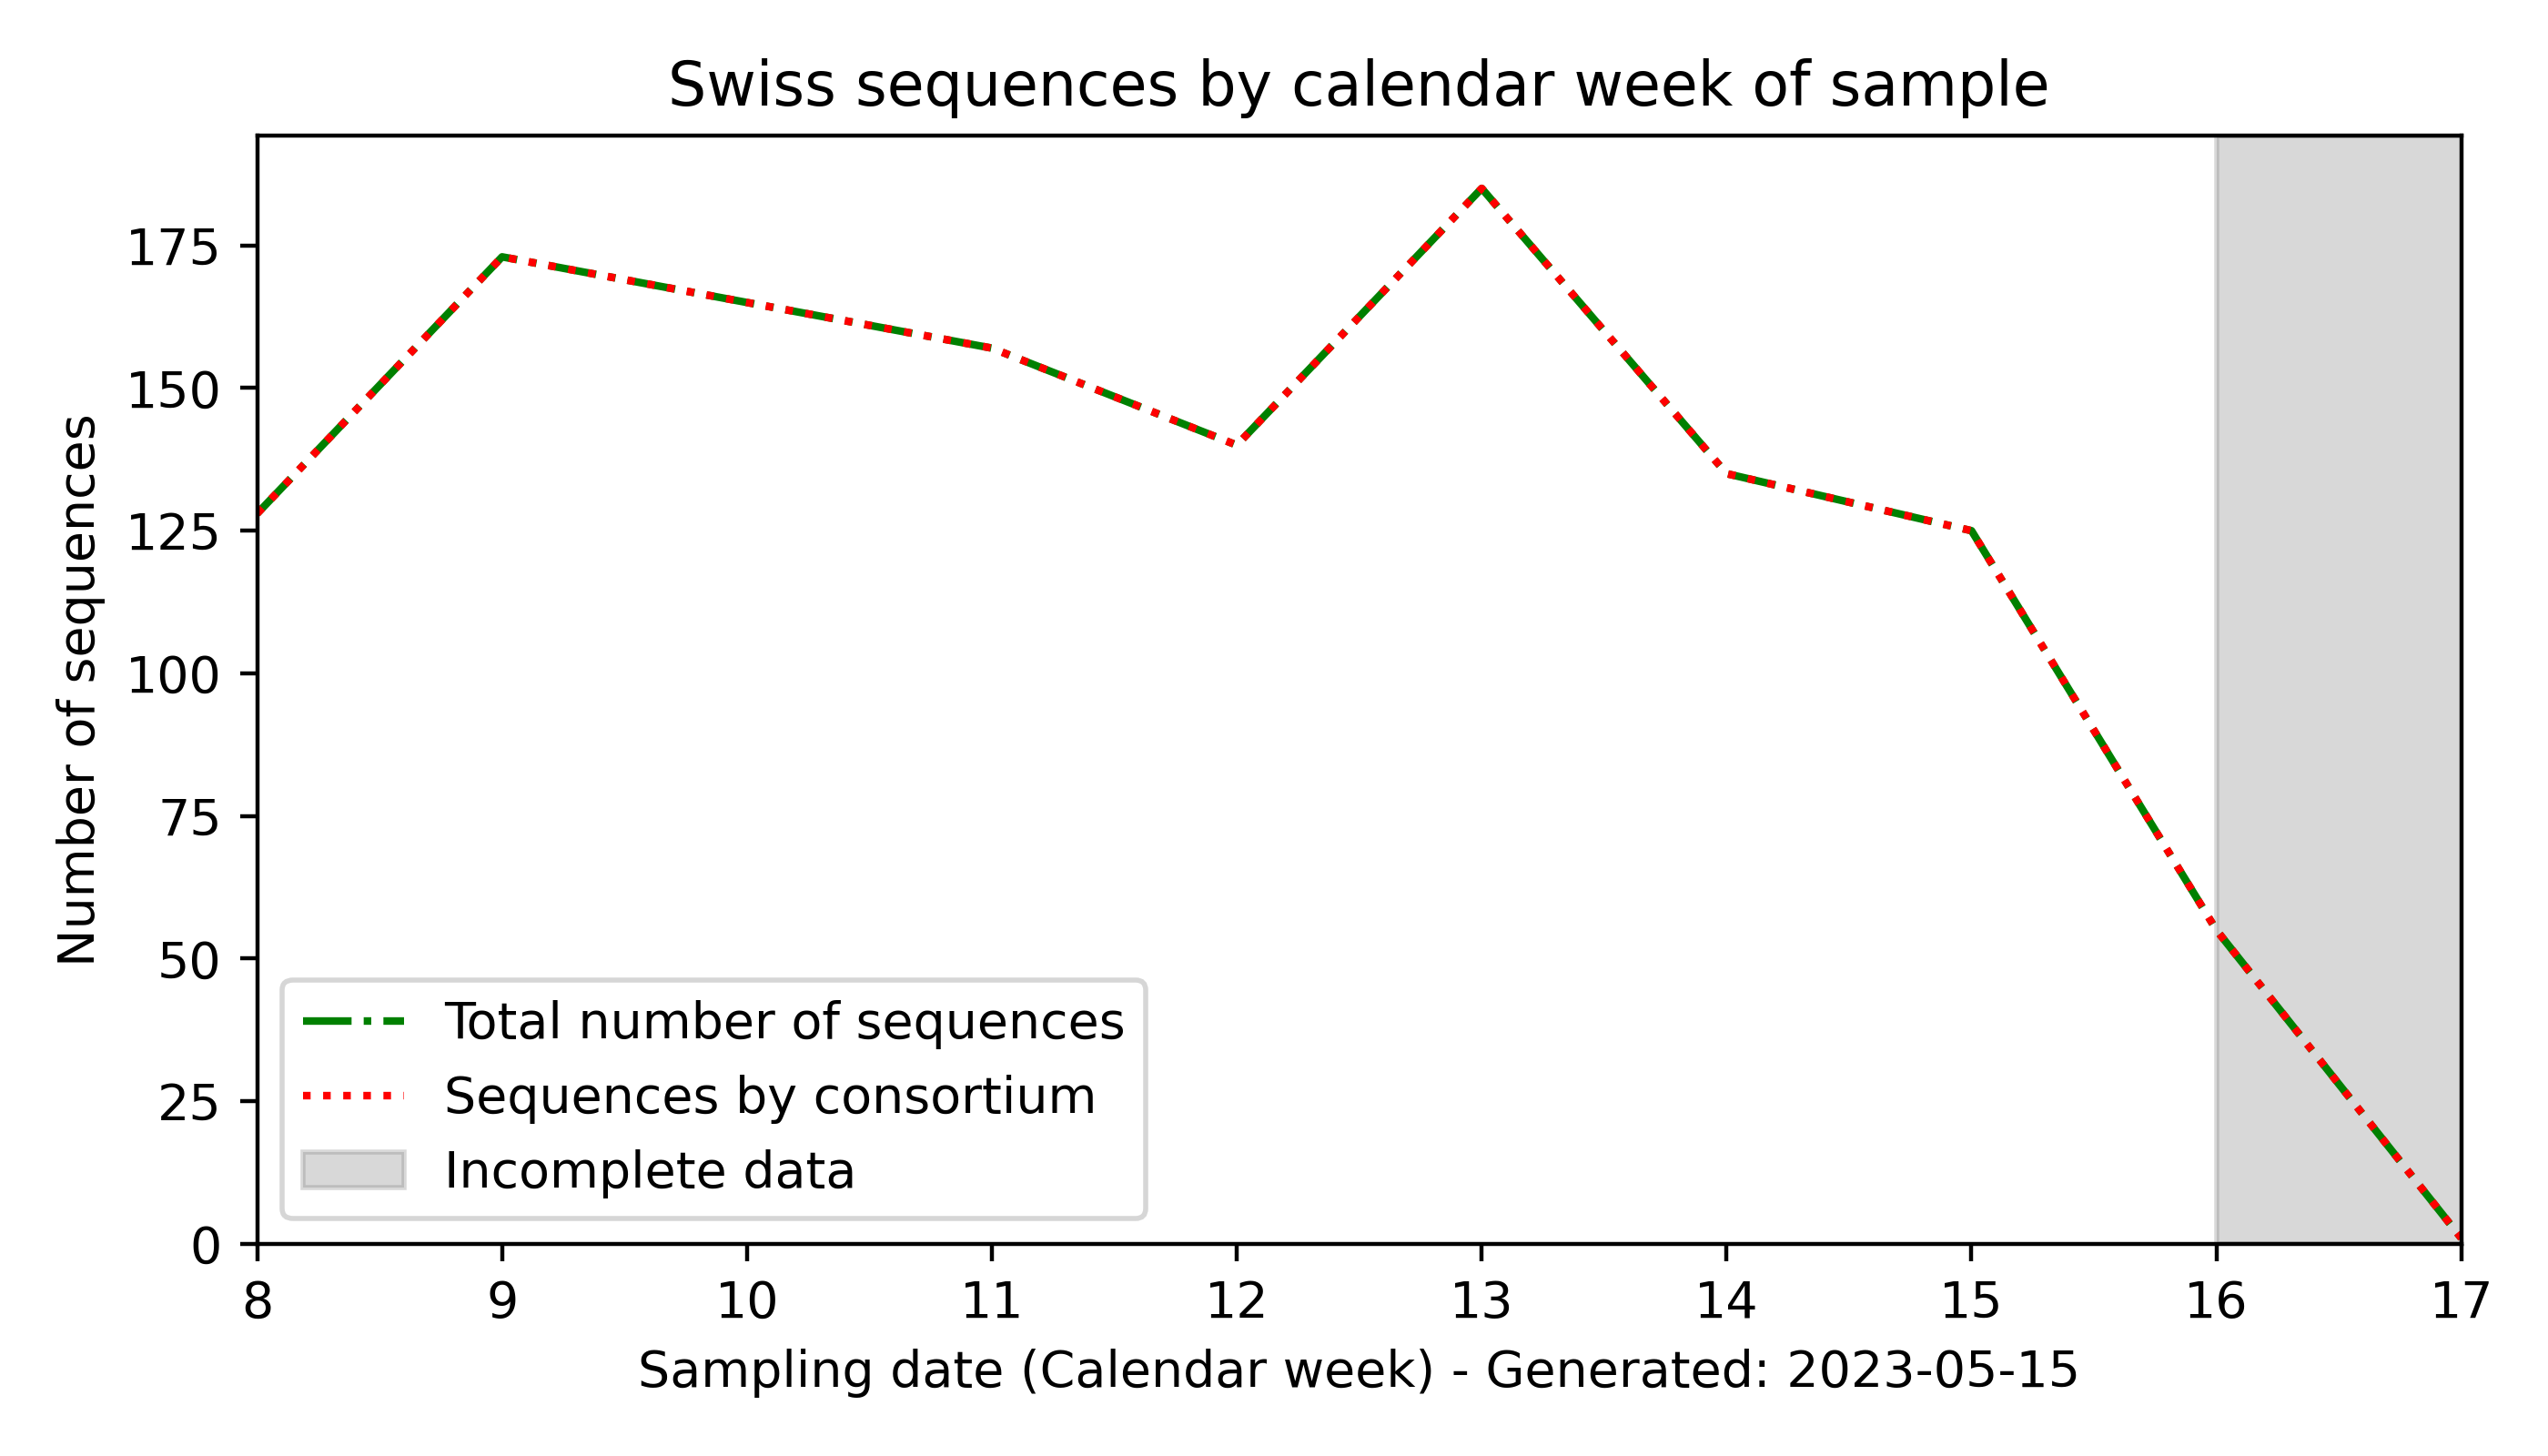 Swiss sequences by calendar week of sample
Number of sequences
175
150
125
100
75
50
25
0
Total number of sequences
Sequences by consortium
Incomplete data
8 9 10 11 12 13 14 15 16 17
Sampling date (Calendar week) - Generated: 2023-05-15